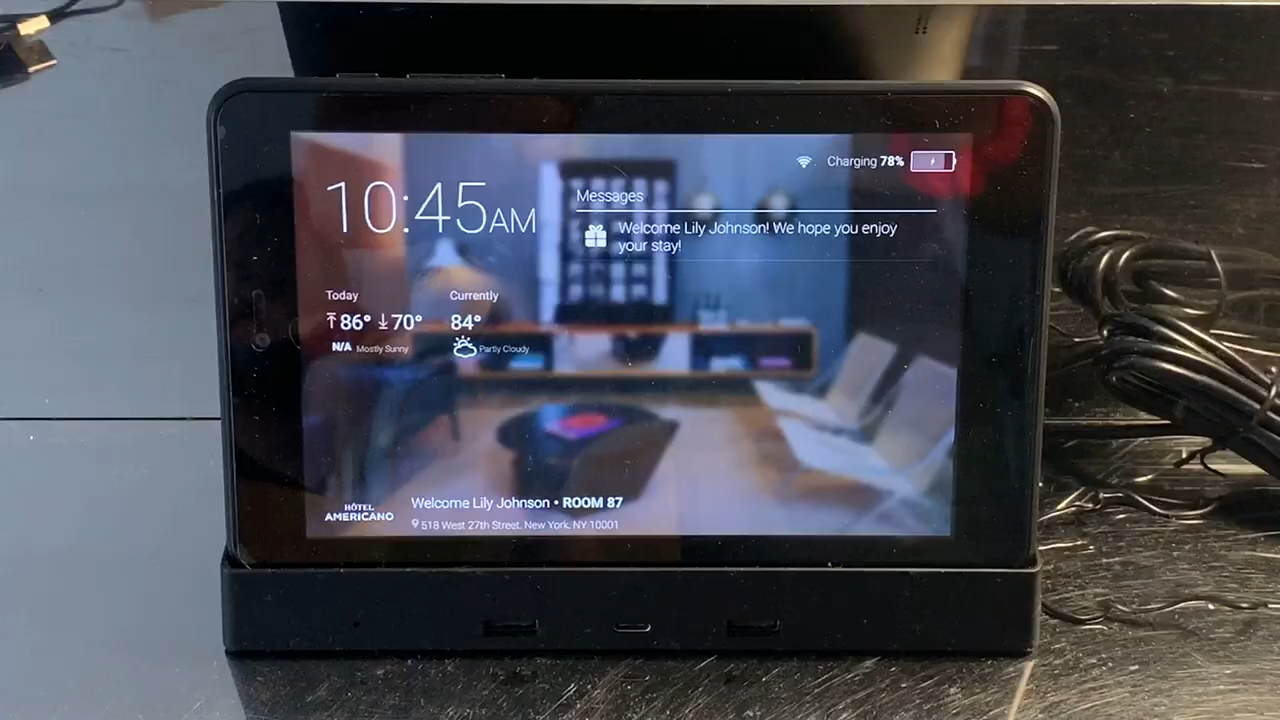 Charging 78%
10:45AM
Messages
Welcome Lily Johnson! We hope you enjoy
your stay!
Today
Currently
86° 70°
84°
N/A Mostly Sunny
Partly Cloudy
HÔTEL
AMERICANO
Welcome Lily Johnson • ROOM 87
518 West 27th Street, New York, NY 10001